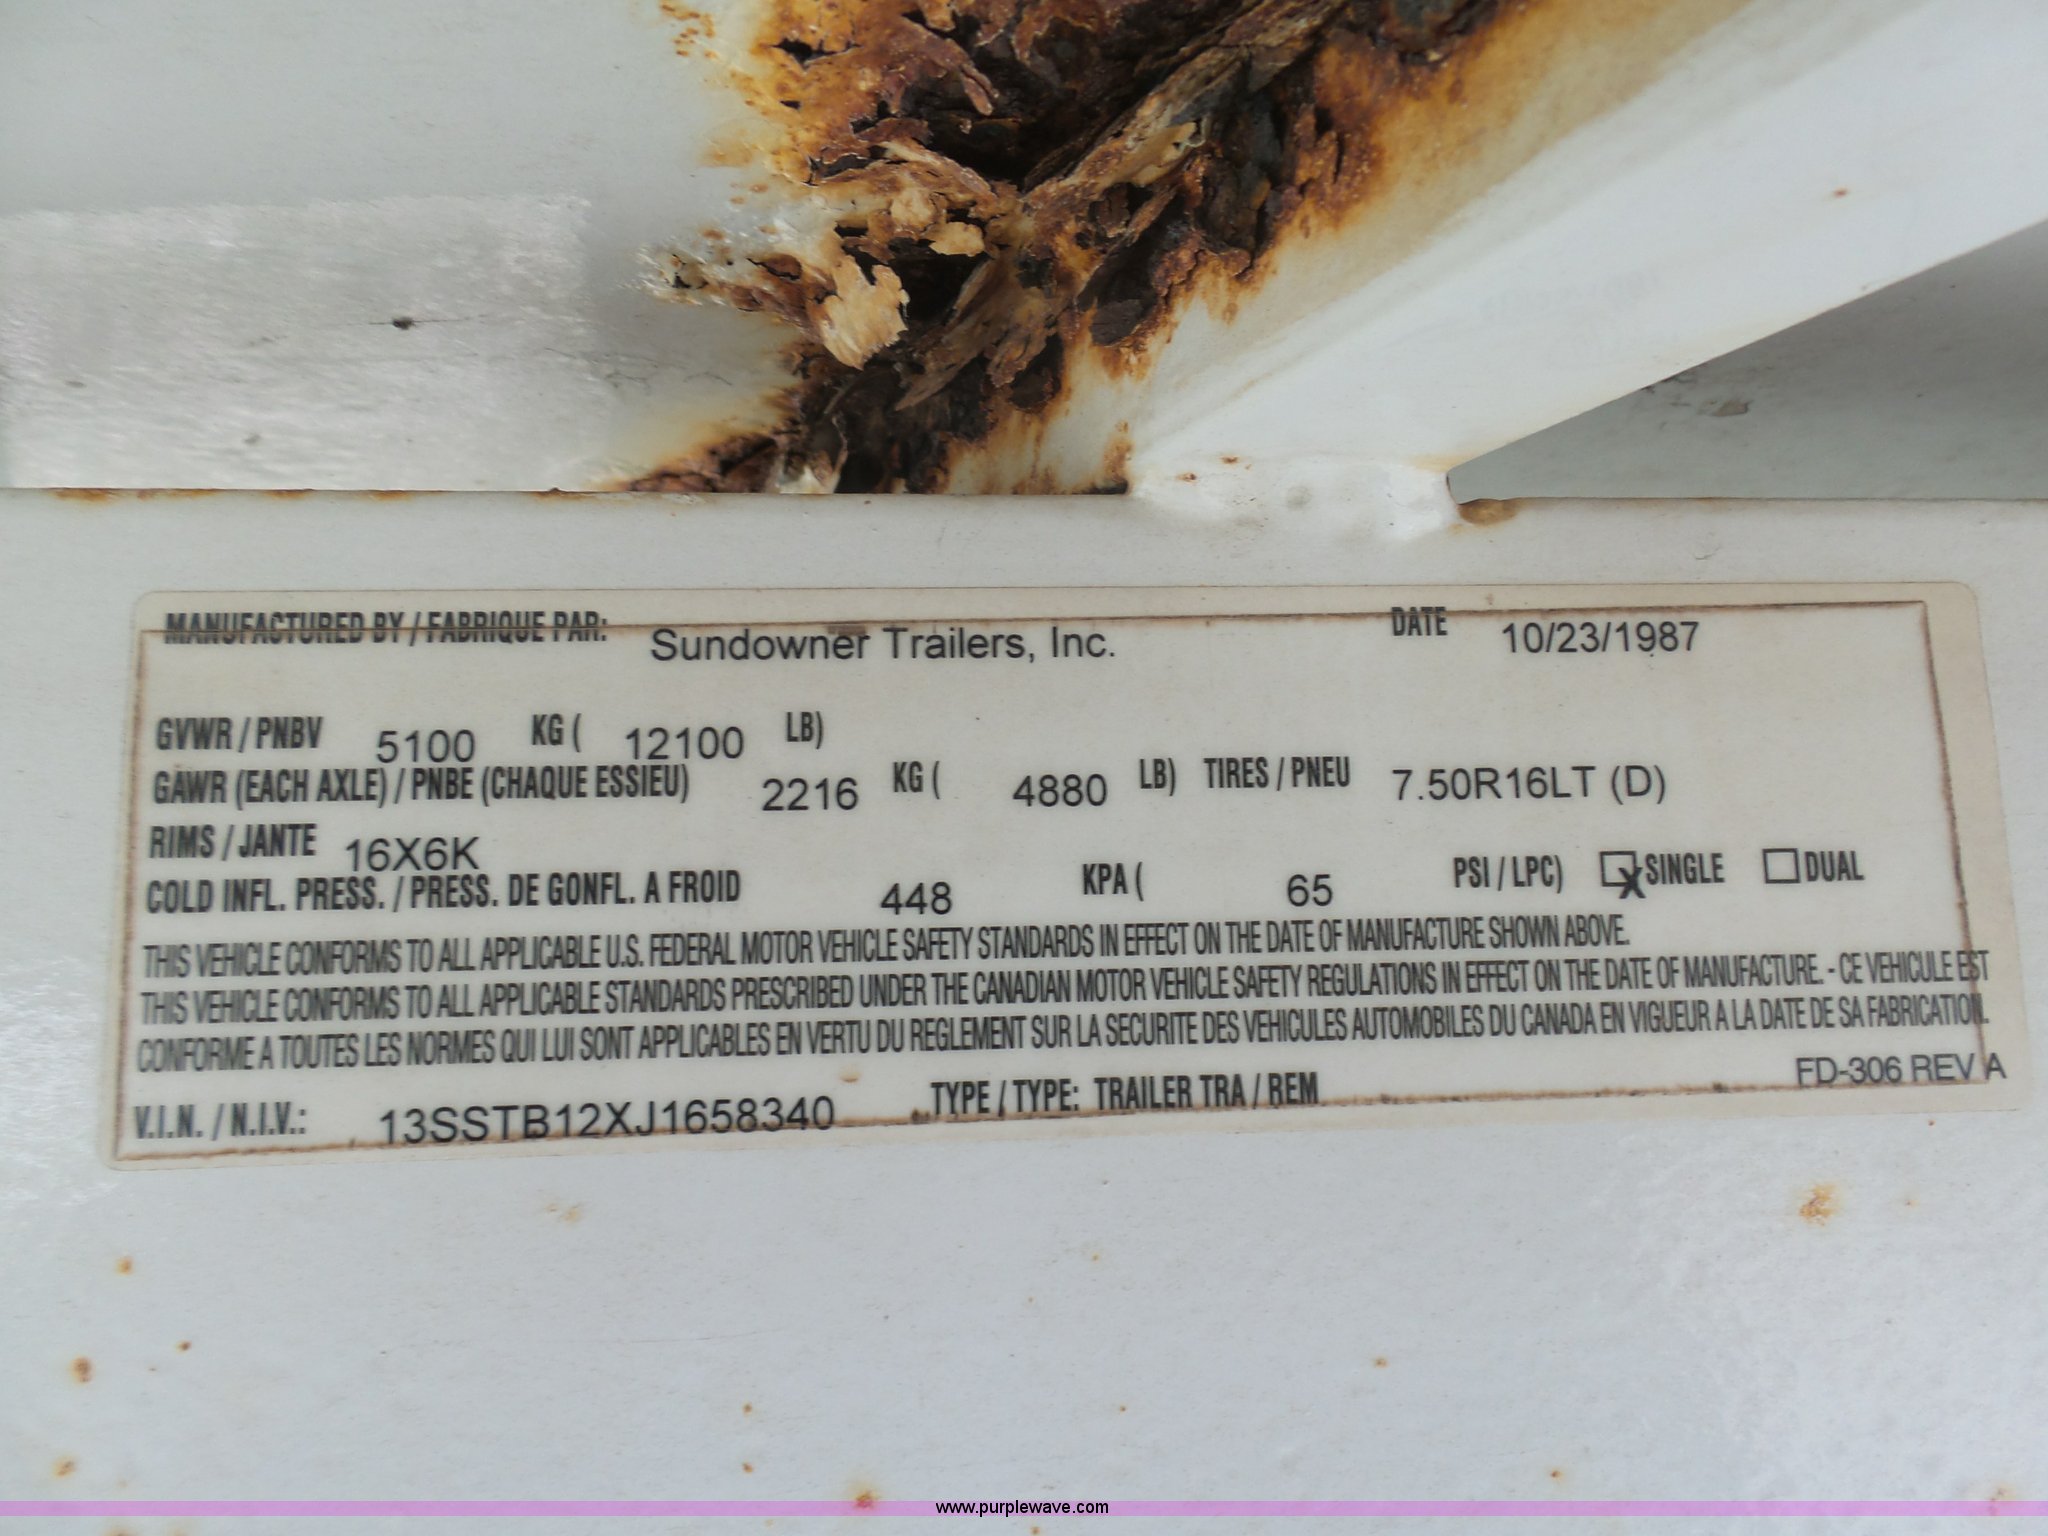 MANUFACTURED BY / FABRIQUE PAR: Sundowner Trailers, Inc. DATE 10/23/1987
GVWR / PNBV 5100 KG ( 12100 LB)
GAWR (EACH AXLE) / PNBE (CHAQUE ESSIEU) 2216 KG ( 4880 LB) TIRES / PNEU 7.50R16LT (D)
RIMS / JANTE 16X6K
COLD INFL. PRESS. / PRESS. DE GONFL. A FROID 448 KPA ( 65 PSI / LPC) X SINGLE DUAL
THIS VEHICLE CONFORMS TO ALL APPLICABLE U.S. FEDERAL MOTOR VEHICLE SAFETY STANDARDS IN EFFECT ON THE DATE OF MANUFACTURE SHOWN ABOVE.
THIS VEHICLE CONFORMS TO ALL APPLICABLE STANDARDS PRESCRIBED UNDER THE CANADIAN MOTOR VEHICLE SAFETY REGULATIONS IN EFFECT ON THE DATE OF MANUFACTURE. - CE VEHICULE EST
CONFORME A TOUTES LES NORMES QUI LUI SONT APPLICABLES EN VERTU DU REGLEMENT SUR LA SECURITE DES VEHICULES AUTOMOBILES DU CANADA EN VIGUEUR A LA DATE DE SA FABRICATION.
V.I.N. / N.I.V.: 13SSTB12XJ1658340 TYPE / TYPE: TRAILER TRA / REM FD-306 REV A
www.purplewave.com